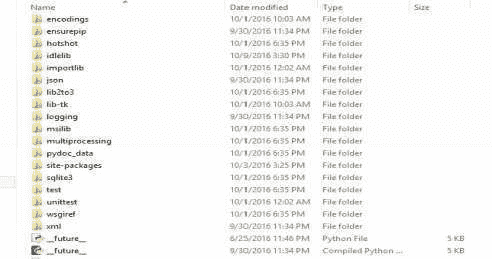 Name Date modified Type Size
encodings 10/1/2016 10:03 AM File folder
ensurepip 9/30/2016 11:34 PM File folder
hotshot 10/1/2016 6:35 PM File folder
idlelib 10/9/2016 3:30 PM File folder
importlib 10/1/2016 12:02 AM File folder
json 9/30/2016 11:34 PM File folder
lib2to3 10/1/2016 6:35 PM File folder
lib-tk 10/1/2016 10:03 AM File folder
logging 9/30/2016 11:34 PM File folder
msilib 10/1/2016 6:35 PM File folder
multiprocessing 10/1/2016 6:35 PM File folder
pydoc_data 10/1/2016 6:35 PM File folder
site-packages 10/3/2016 3:25 PM File folder
sqlite3 10/1/2016 6:35 PM File folder
test 10/1/2016 6:35 PM File folder
unittest 10/1/2016 12:02 AM File folder
wsgiref 10/1/2016 6:35 PM File folder
xml 9/30/2016 11:34 PM File folder
__future__ 6/25/2016 11:46 PM Python File 5 KB
__future__ 9/30/2016 11:34 PM Compiled Python ... 5 KB